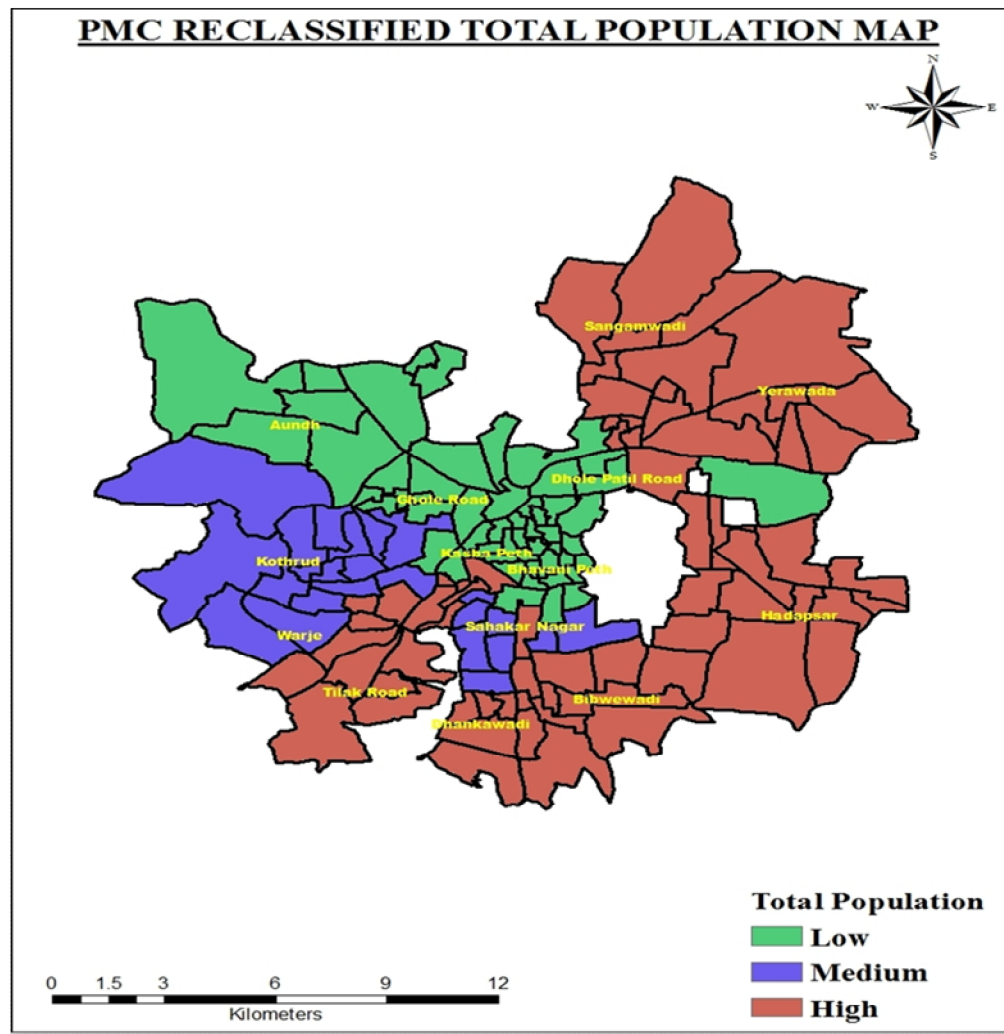 PMC RECLASSIFIED TOTAL POPULATION MAP
N
W E
S
Sangamwadi
Yerawada
Aundh
Dhole Patil Road
Ghole Road
Kasba Peth
Bhavani Peth
Kothrud
Hadapsar
Sahakar Nagar
Warje
Tilak Road
Bibwewadi
Dhankawadi
Total Population
Low
Medium
High
0 1.5 3 6 9 12
Kilometers